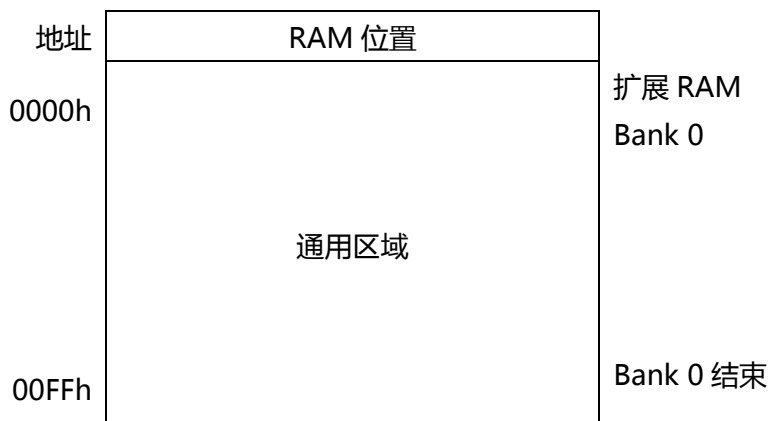 地址
RAM 位置
0000h
扩展 RAM
Bank 0
通用区域
00FFh
Bank 0 结束